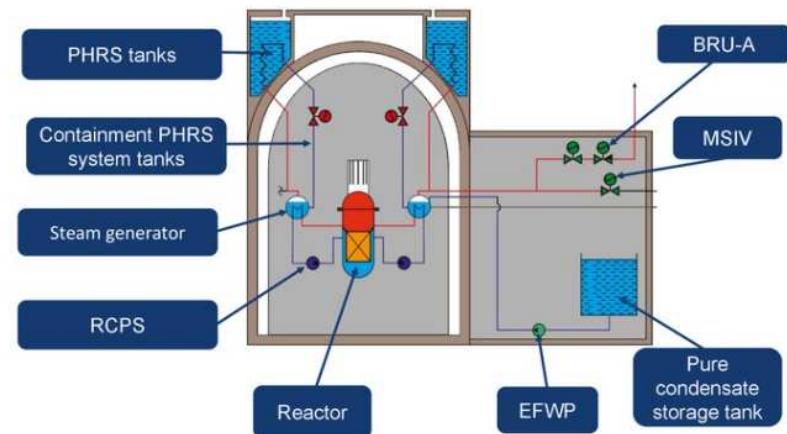 PHRS tanks
Containment PHRS
system tanks
Steam generator
RCPS
Reactor
EFWP
Pure
condensate
storage tank
MSIV
BRU-A